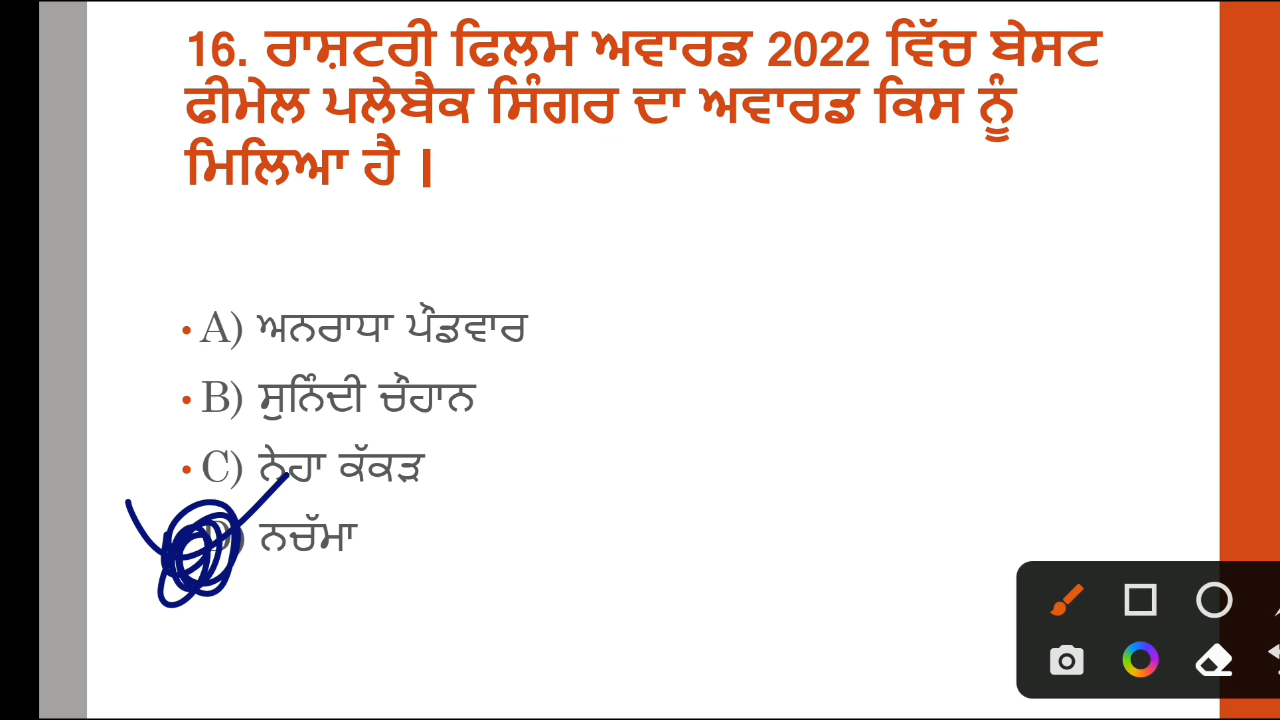 16. ਰਾਸ਼ਟਰੀ ਫਿਲਮ ਅਵਾਰਡ 2022 ਵਿੱਚ ਬੇਸਟ
ਫੀਮੇਲ ਪਲੇਬੈਕ ਸਿੰਗਰ ਦਾ ਅਵਾਰਡ ਕਿਸ ਨੂੰ
ਮਿਲਿਆ ਹੈ ।
• A) ਅਨਰਾਧਾ ਪੌਡਵਾਰ
• B) ਸੁਨਿੰਦੀ ਚੌਹਾਨ
• C) ਨੇਹਾ ਕੱਕੜ
D) ਨਚੱਮਾ